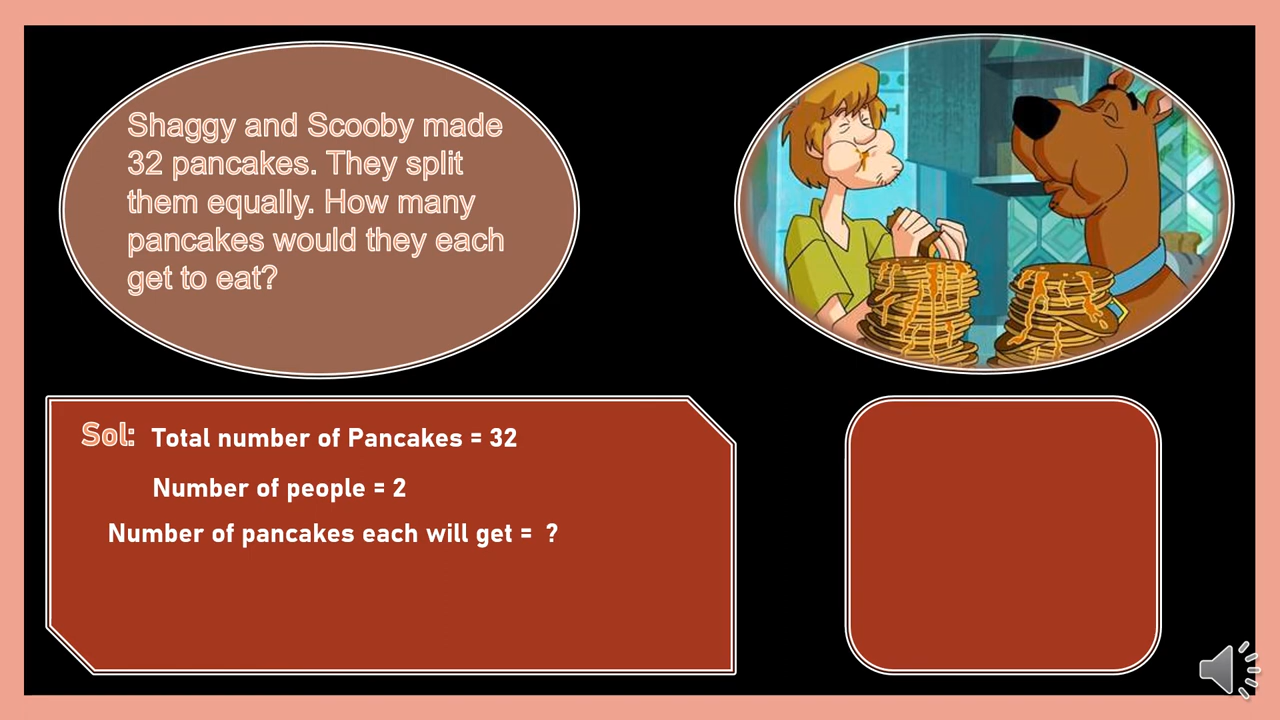 Shaggy and Scooby made
32 pancakes. They split
them equally. How many
pancakes would they each
get to eat?
Sol: Total number of Pancakes = 32
Number of people = 2
Number of pancakes each will get = ?